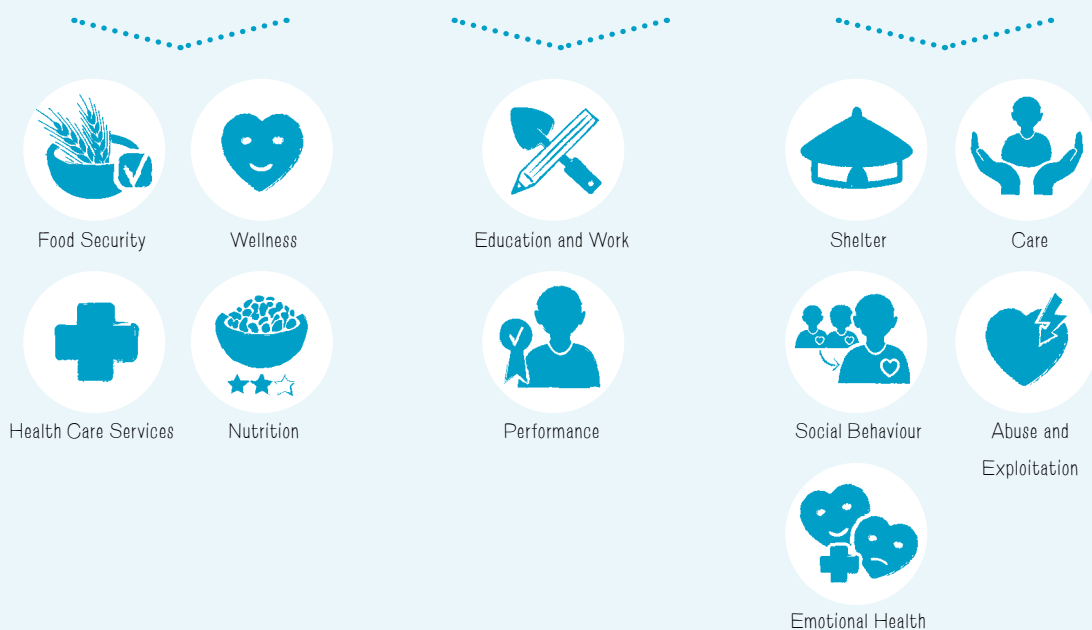 Food Security
Wellness
Education and Work
Shelter
Care
Health Care Services
Nutrition
Performance
Social Behaviour
Abuse and
Exploitation
Emotional Health